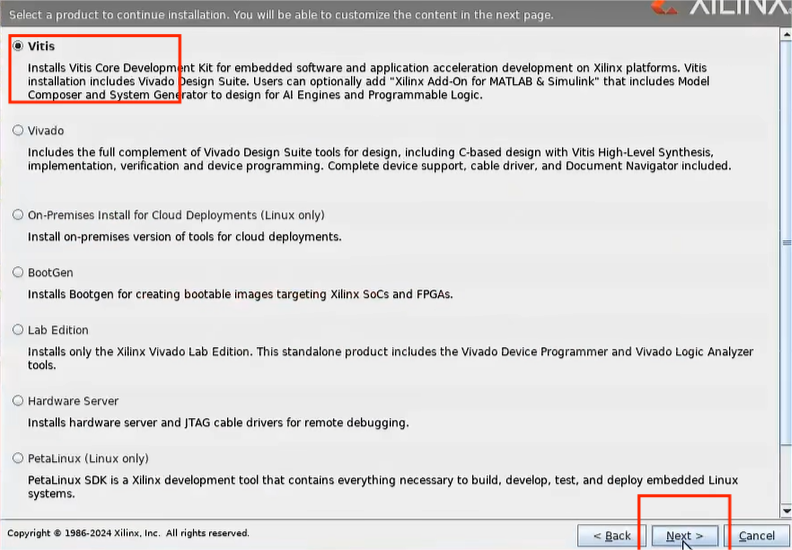 Select a product to continue installation. You will be able to customize the content in the next page.
XILINX
Vitis
Installs Vitis Core Development Kit for embedded software and application acceleration development on Xilinx platforms. Vitis
installation includes Vivado Design Suite. Users can optionally add "Xilinx Add-On for MATLAB & Simulink" that includes Model
Composer and System Generator to design for AI Engines and Programmable Logic.
Vivado
Includes the full complement of Vivado Design Suite tools for design, including C-based design with Vitis High-Level Synthesis,
implementation, verification and device programming. Complete device support, cable driver, and Document Navigator included.
On-Premises Install for Cloud Deployments (Linux only)
Install on-premises version of tools for cloud deployments.
BootGen
Installs Bootgen for creating bootable images targeting Xilinx SoCs and FPGAs.
Lab Edition
Installs only the Xilinx Vivado Lab Edition. This standalone product includes the Vivado Device Programmer and Vivado Logic Analyzer
tools.
Hardware Server
Installs hardware server and JTAG cable drivers for remote debugging.
PetaLinux (Linux only)
PetaLinux SDK is a Xilinx development tool that contains everything necessary to build, develop, test, and deploy embedded Linux
systems.
Copyright © 1986-2024 Xilinx, Inc. All rights reserved.
< Back
Next >
Cancel